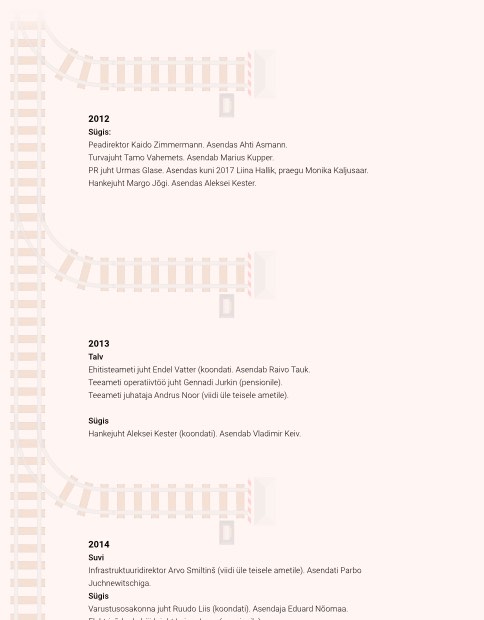 2012
Sügis:
Peadirektor Kaido Zimmermann. Asendas Ahti Asmann.
Turvajuht Tamo Vahemets. Asendab Marius Kupper.
PR juht Urmas Glase. Asendas kuni 2017 Liina Hallik, praegu Monika Kaljusaar.
Hankejuht Margo Jõgi. Asendas Aleksei Kester.
2013
Talv
Ehitisteameti juht Endel Vatter (koondati. Asendab Raivo Tauk.
Teeameti operatiivtöö juht Gennadi Jurkin (pensionile).
Teeameti juhataja Andrus Noor (viidi üle teisele ametile).
Sügis
Hankejuht Aleksei Kester (koondati). Asendab Vladimir Keiv.
2014
Suvi
Infrastruktuuridirektor Arvo Smiltinš (viidi üle teisele ametile). Asendati Parbo
Juchnewitschiga.
Sügis
Varustusosakonna juht Ruudo Liis (koondati). Asendaja Eduard Nõomaa.